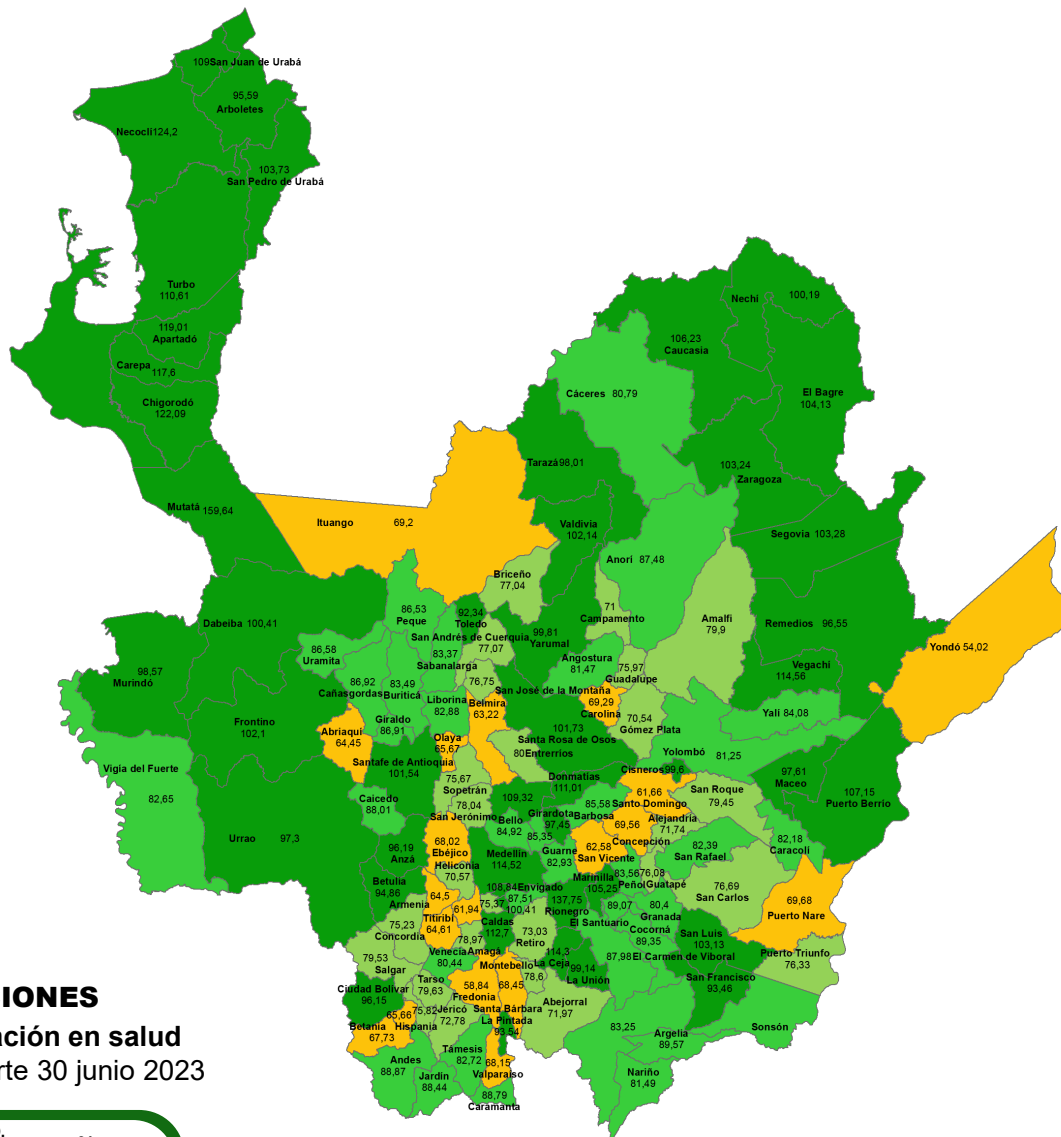 109 San Juan de Urabá
95,59
Arboletes
Necoclí 124,2
103,73
San Pedro de Urabá
Turbo
110,61
119,01
Apartadó
Carepa 117,6
Chigorodó
122,09
Mutatá 159,64
Nechí 100,19
106,23
Caucasia
Cáceres 80,79
El Bagre
104,13
Tarazá 98,01
103,24
Zaragoza
Ituango 69,2
Valdivia
102,14
Segovia 103,28
Anorí 87,48
Briceño
77,04
71
Campamento
Amalfi
79,9
Remedios 96,55
Yondó 54,02
86,53
Peque
92,34
Toledo
Dabeiba 100,41
San Andrés de Cuerquia
77,07
99,81
Yarumal
86,58
Uramita
83,37
Sabanalarga
Angostura
81,47
75,97
Guadalupe
Vegachí
114,56
98,57
Murindó
86,92
Cañasgordas
83,49
Buriticá
76,75
San José de la Montaña
69,29
Carolina
Liborina
82,88
Belmira
63,22
Yalí 84,08
Frontino
102,1
Giraldo
86,91
70,54
Gómez Plata
Abriaquí
64,45
Olaya
65,67
101,73
Santa Rosa de Osos
Santafe de Antioquia
101,54
80 Entrerríos
Yolombó
81,25
Vigía del Fuerte
82,65
Cisneros 99,6
97,61
Maceo
107,15
Puerto Berrío
75,67
Sopetrán
Donmatías
111,01
61,66
Santo Domingo
San Roque
79,45
Caicedo
88,01
78,04
San Jerónimo
109,32
85,58
Barbosa
Girardota
97,45
Bello
84,92
85,35
69,56
Concepción
Alejandría
71,74
Urrao 97,3
96,19
Anzá
68,02
Ebéjico
Heliconia
70,57
Medellín
114,52
Guarne
82,93
62,58
San Vicente
82,39
San Rafael
82,18
Caracolí
Betulia
94,86
Armenia
64,5
108,84 Envigado
87,51
100,41
Marinilla
105,25
83,56
Peñol
76,08
Guatapé
76,69
San Carlos
69,68
Puerto Nare
Titiribí
64,61
61,94
75,37
Caldas
112,7
137,75
Rionegro
89,07
El Santuario
80,4
Granada
75,23
Concordia
78,97
Amagá
73,03
Retiro
Cocorná
89,35
San Luis
103,13
Puerto Triunfo
76,33
79,53
Salgar
Venecia
80,44
114,3
La Ceja
87,98 El Carmen de Viboral
Montebello
78,6
99,14
La Unión
San Francisco
93,46
Ciudad Bolívar
96,15
Tarso
79,63
58,84
Fredonia
68,45
Santa Bárbara
Abejorral
71,97
65,66
Hispania
75,82
Jericó
72,78
La Pintada
93,54
Betania
67,73
83,25
Argelia
89,57
Sonsón
Andes
88,87
Támesis
82,72
68,15
Valparaíso
Jardín
88,44
88,79
Caramanta
Nariño
81,49
IONES
ación en salud
rte 30 junio 2023